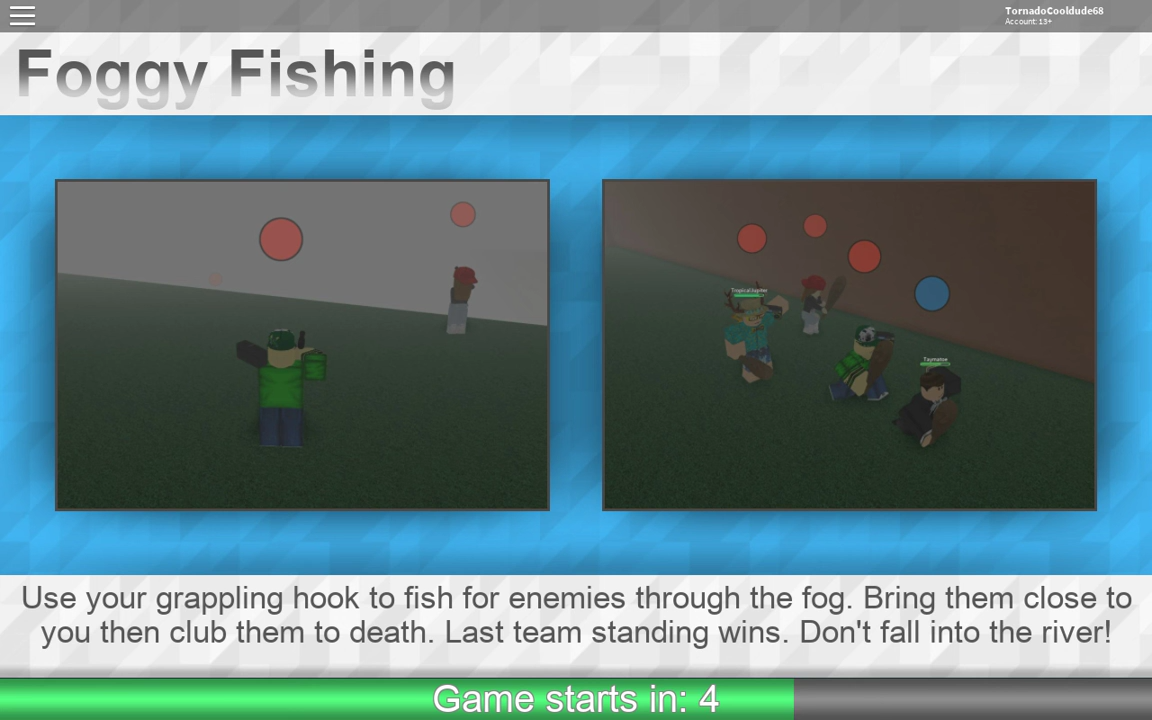 TornadoCooldude68
Account: 13+
Foggy Fishing
TropicalJupiter
Taymatoe
Use your grappling hook to fish for enemies through the fog. Bring them close to
you then club them to death. Last team standing wins. Don't fall into the river!
Game starts in: 4